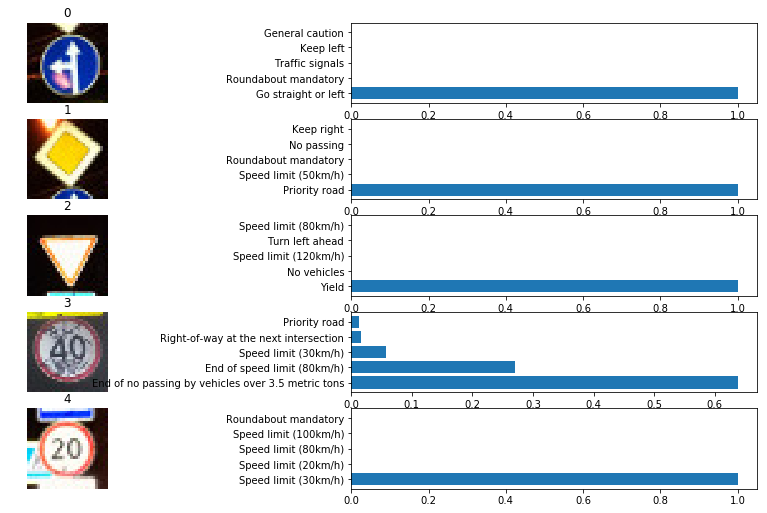 0
General caution
Keep left
Traffic signals
Roundabout mandatory
Go straight or left
0.0 0.2 0.4 0.6 0.8 1.0
1
Keep right
No passing
Roundabout mandatory
Speed limit (50km/h)
Priority road
0.0 0.2 0.4 0.6 0.8 1.0
2
Speed limit (80km/h)
Turn left ahead
Speed limit (120km/h)
No vehicles
Yield
0.0 0.2 0.4 0.6 0.8 1.0
3
40
Priority road
Right-of-way at the next intersection
Speed limit (30km/h)
End of speed limit (80km/h)
End of no passing by vehicles over 3.5 metric tons
0.0 0.1 0.2 0.3 0.4 0.5 0.6
4
20
Roundabout mandatory
Speed limit (100km/h)
Speed limit (80km/h)
Speed limit (20km/h)
Speed limit (30km/h)
0.0 0.2 0.4 0.6 0.8 1.0